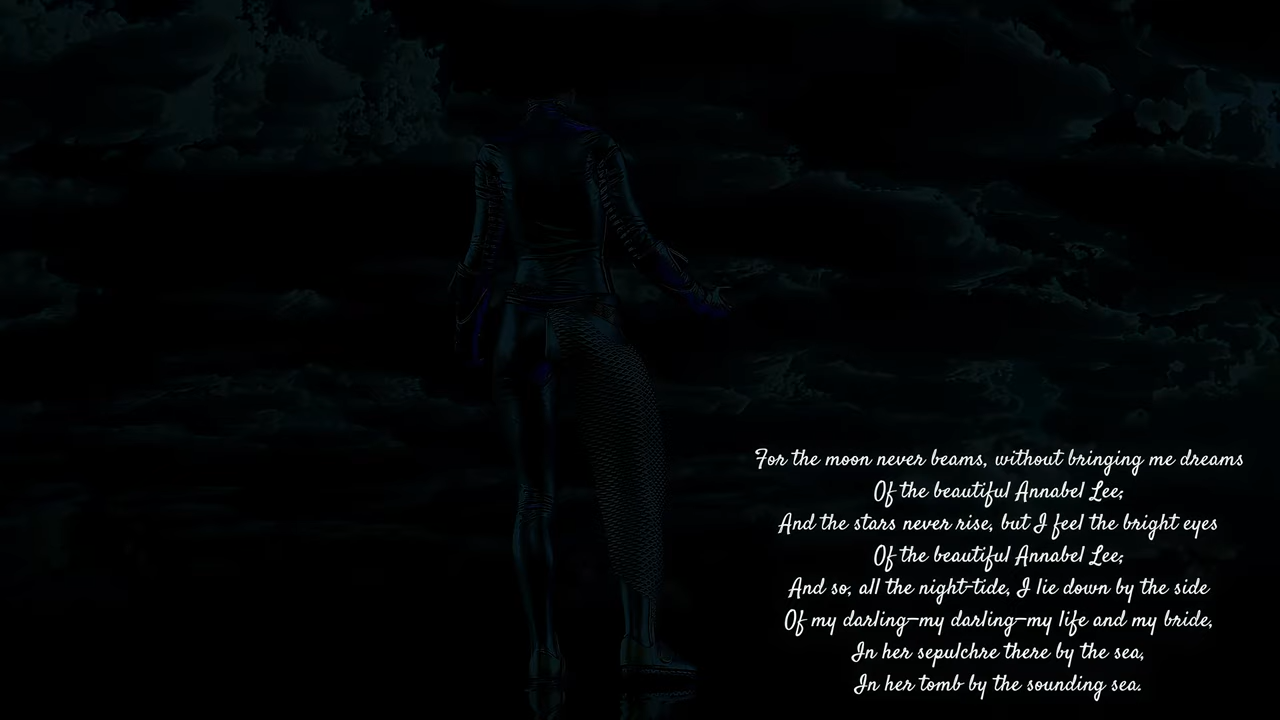 For the moon never beams, without bringing me dreams
Of the beautiful Annabel Lee;
And the stars never rise, but I feel the bright eyes
Of the beautiful Annabel Lee;
And so, all the night-tide, I lie down by the side
Of my darling—my darling—my life and my bride,
In her sepulchre there by the sea,
In her tomb by the sounding sea.